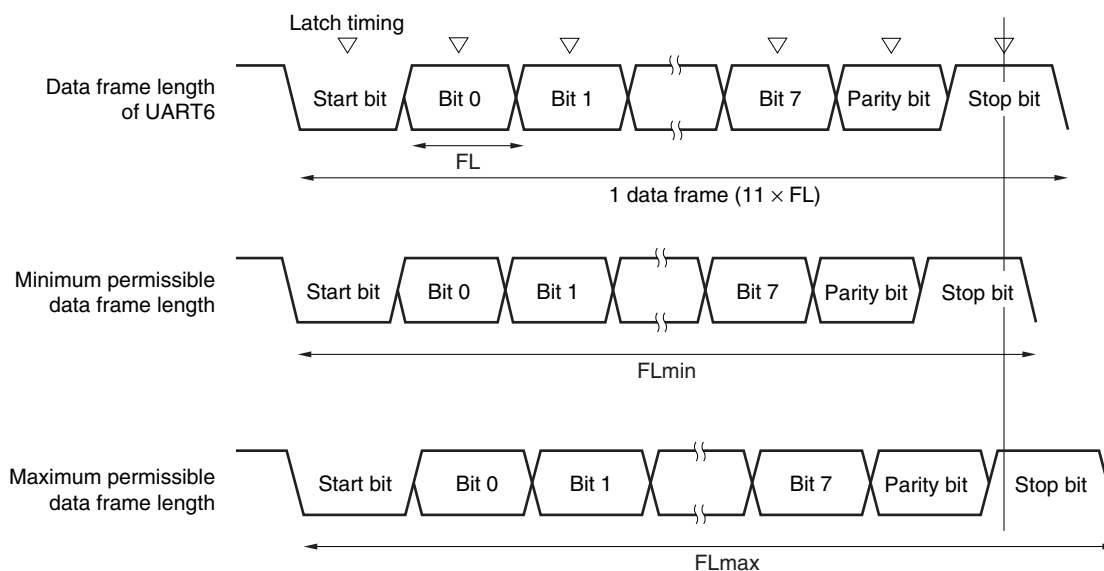 Latch timing
Data frame length
of UART6
Start bit
Bit 0
Bit 1
Bit 7
Parity bit
Stop bit
FL
1 data frame (11 × FL)
Minimum permissible
data frame length
Start bit
Bit 0
Bit 1
Bit 7
Parity bit
Stop bit
FLmin
Maximum permissible
data frame length
Start bit
Bit 0
Bit 1
Bit 7
Parity bit
Stop bit
FLmax